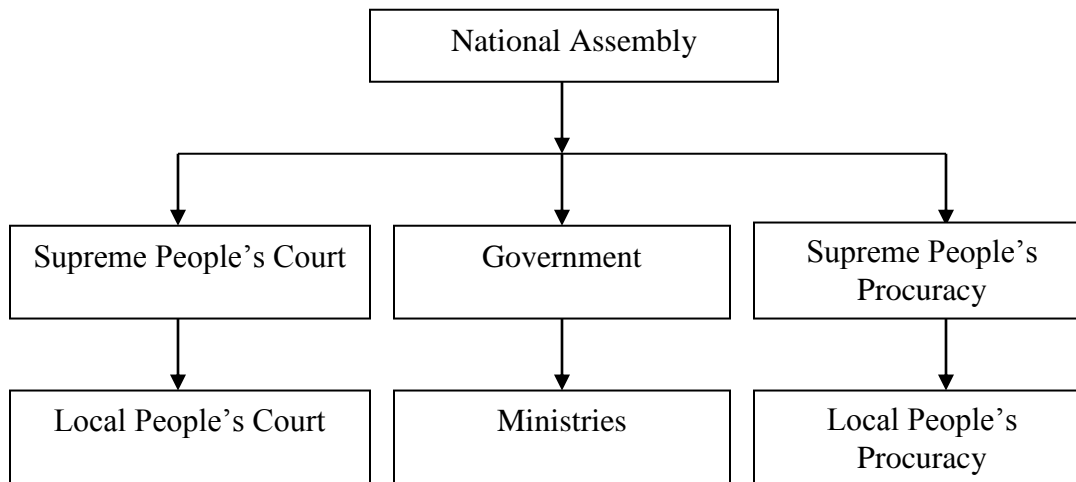 National Assembly
Supreme People’s Court
Government
Supreme People’s
Procuracy
Local People’s Court
Ministries
Local People’s
Procuracy